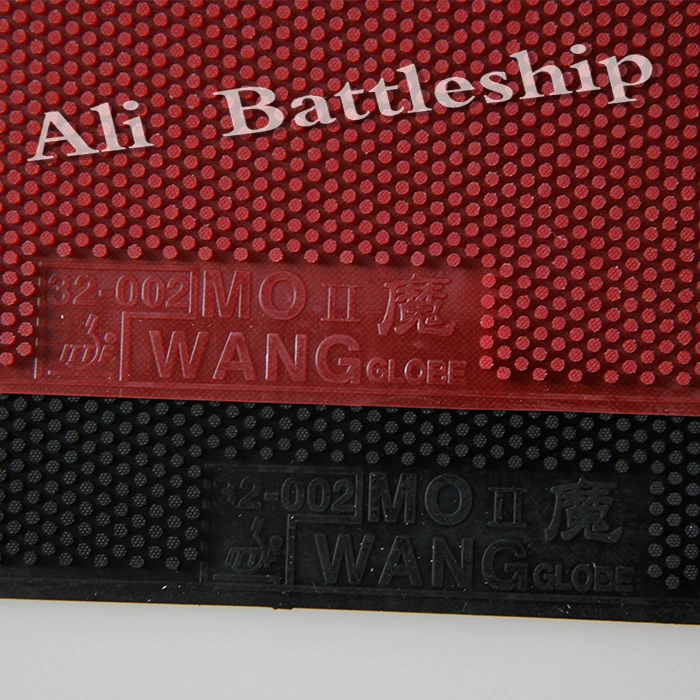 Ali Battleship
32-002 MO II 魔
WANG GLOBE
32-002 MO II 魔
WANG GLOBE